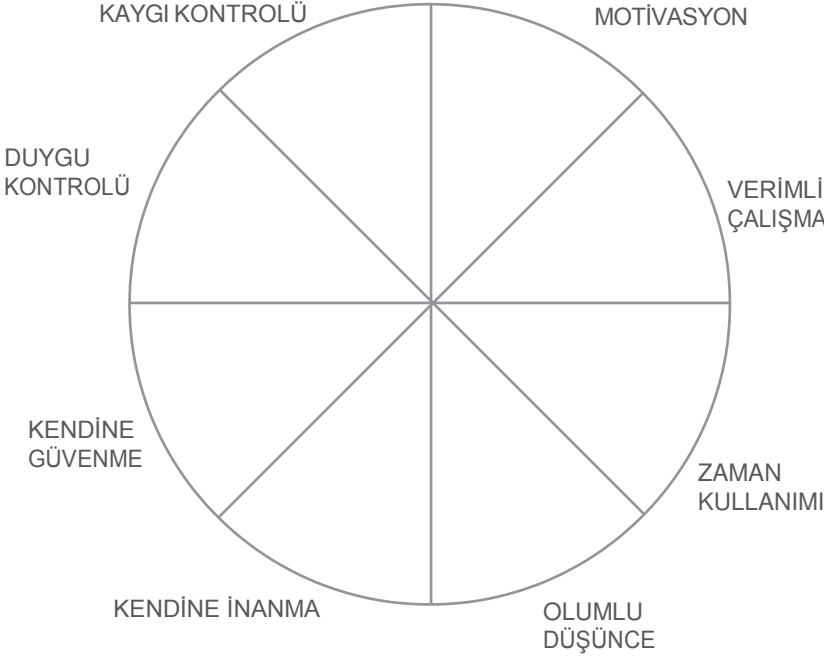 KAYGI KONTROLÜ
MOTİVASYON
DUYGU
KONTROLÜ
VERİMLİ
ÇALIŞMA
KENDİNE
GÜVENME
ZAMAN
KULLANIMI
KENDİNE İNANMA
OLUMLU
DÜŞÜNCE